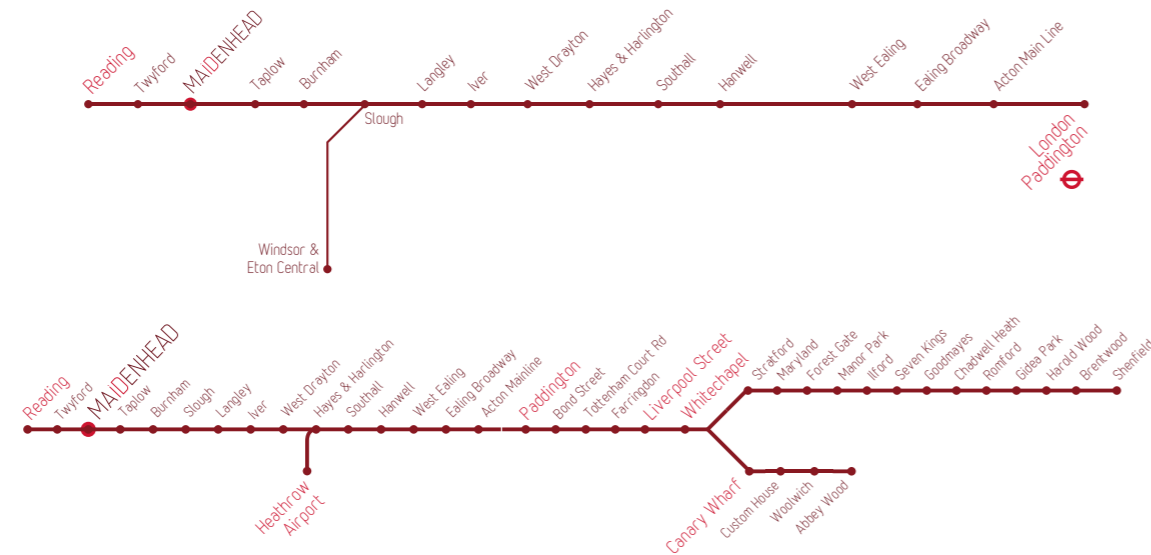 Reading
Twyford
MAiDENHEAD
Taplow
Burnham
Slough
Langley
Iver
West Drayton
Hayes & Harlington
Southall
Hanwell
West Ealing
Ealing Broadway
Acton Main Line
London
Paddington
Windsor &
Eton Central
Reading
Twyford
MAiDENHEAD
Taplow
Burnham
Slough
Langley
Iver
West Drayton
Hayes & Harlington
Southall
Hanwell
West Ealing
Ealing Broadway
Acton Mainline
Paddington
Bond Street
Tottenham Court Rd
Farringdon
Liverpool Street
Whitechapel
Stratford
Maryland
Forest Gate
Manor Park
Ilford
Seven Kings
Goodmayes
Chadwell Heath
Romford
Gidea Park
Harold Wood
Brentwood
Shenfield
Heathrow
Airport
Canary Wharf
Custom House
Woolwich
Abbey Wood